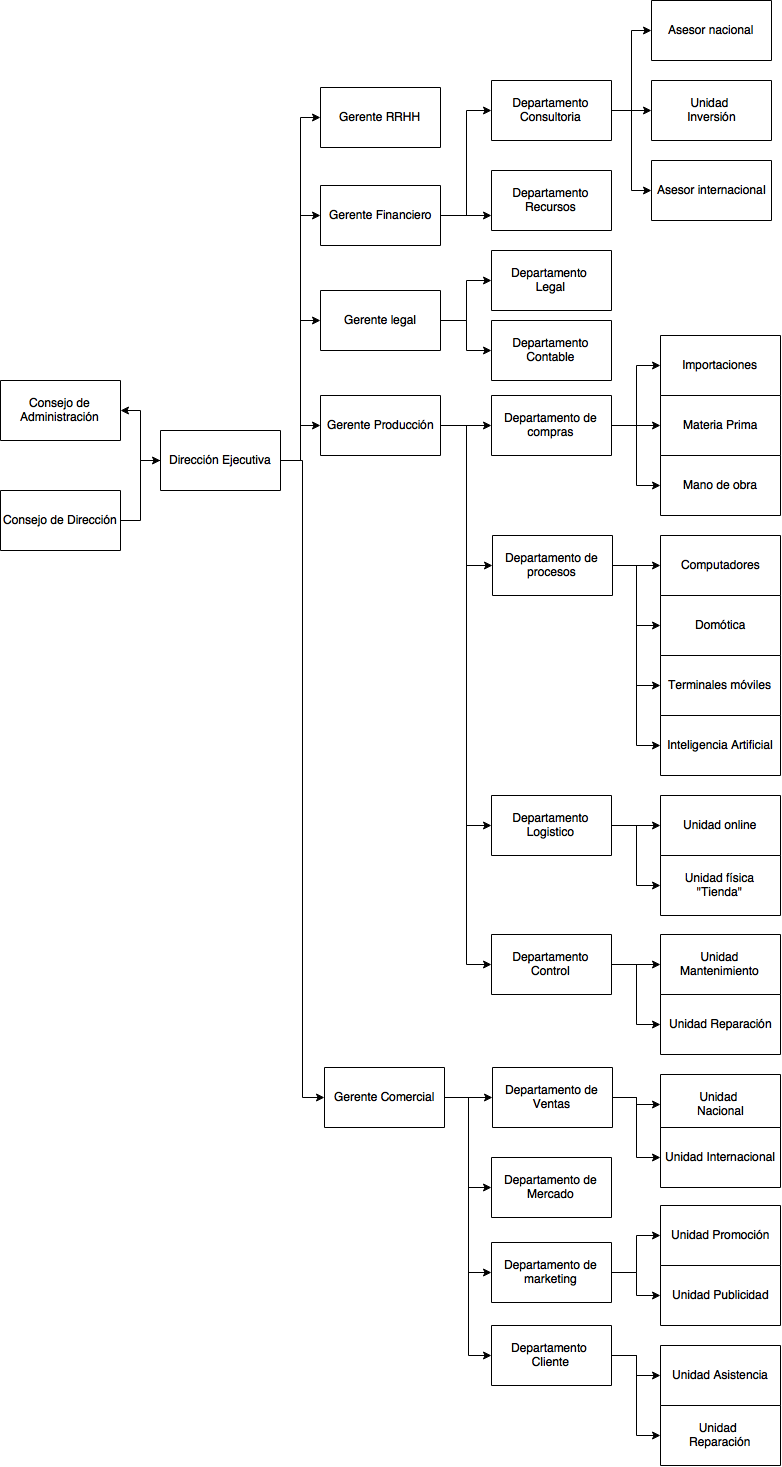 Asesor nacional
Gerente RRHH
Departamento
Consultoria
Unidad
Inversión
Gerente Financiero
Departamento
Recursos
Asesor internacional
Gerente legal
Departamento
Legal
Departamento
Contable
Consejo de
Administración
Consejo de Dirección
Dirección Ejecutiva
Gerente Producción
Departamento de
compras
Importaciones
Materia Prima
Mano de obra
Departamento de
procesos
Computadores
Domótica
Terminales móviles
Inteligencia Artificial
Departamento
Logistico
Unidad online
Unidad física
"Tienda"
Departamento
Control
Unidad
Mantenimiento
Unidad Reparación
Gerente Comercial
Departamento de
Ventas
Unidad
Nacional
Unidad Internacional
Departamento de
Mercado
Departamento de
marketing
Unidad Promoción
Unidad Publicidad
Departamento
Cliente
Unidad Asistencia
Unidad
Reparación